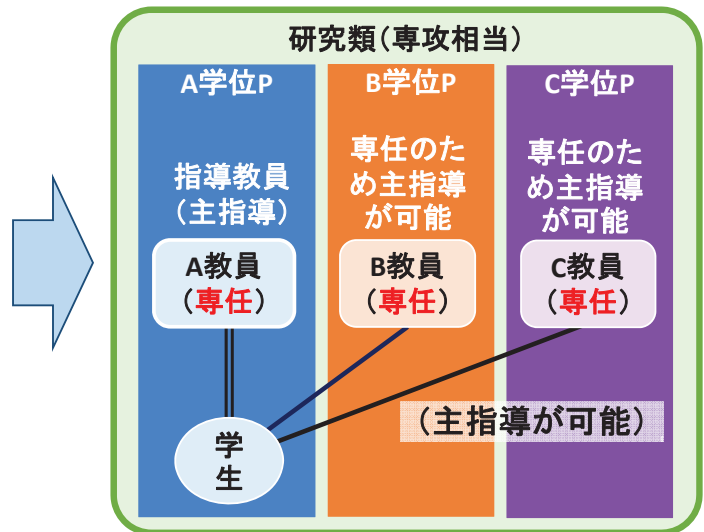 研究類（専攻相当）
A学位P
指導教員
（主指導）
A教員
（専任）
B学位P
専任のた
め主指導
が可能
B教員
（専任）
C学位P
専任のた
め主指導
が可能
C教員
（専任）
学
生
（主指導が可能）